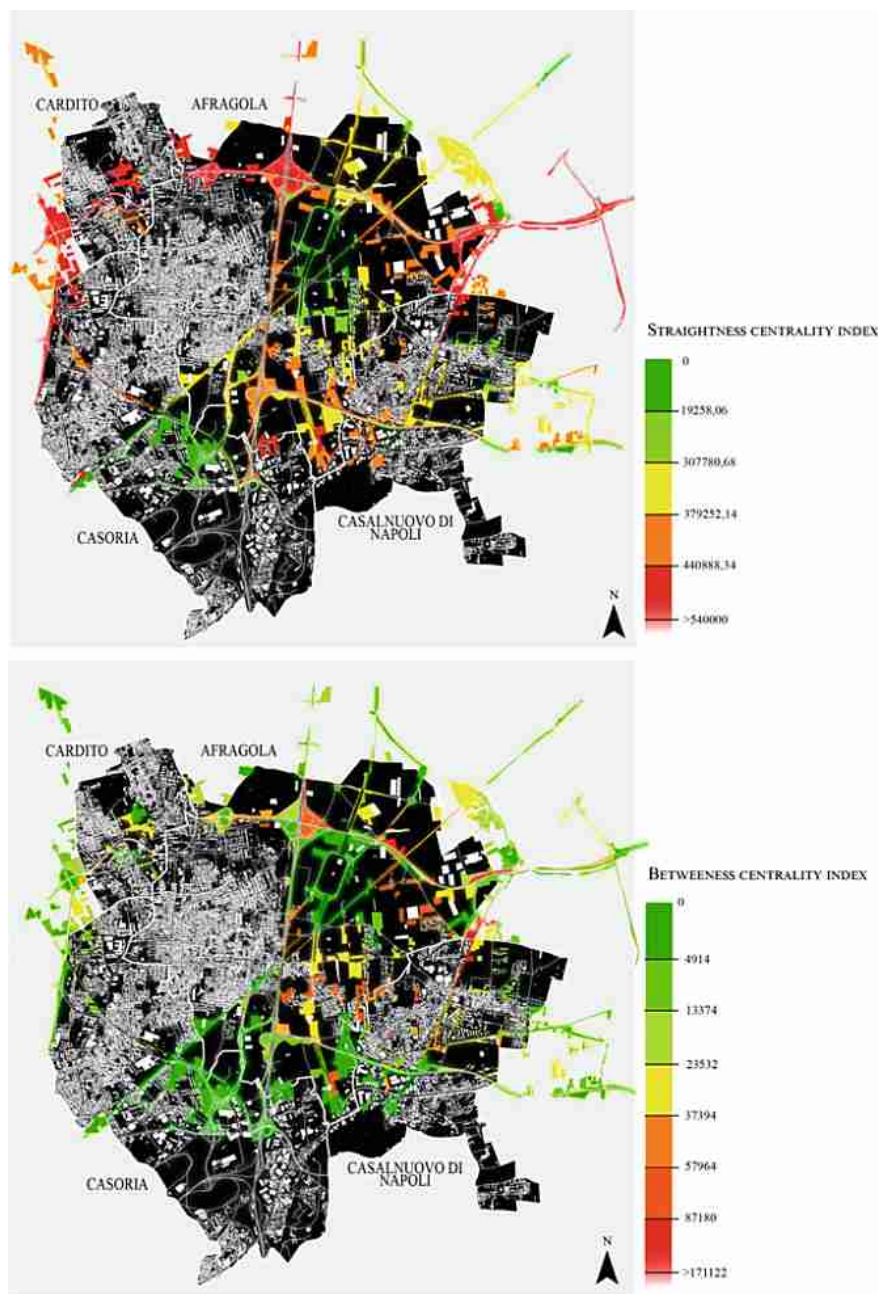 CARDITO
AFRAGOLA
STRAIGHTNESS CENTRALITY INDEX
0
19258,06
307780,68
379252,14
440888,34
>540000
CASORIA
CASALNUOVO DI
NAPOLI
N
CARDITO
AFRAGOLA
BETWEENESS CENTRALITY INDEX
0
4914
13374
23532
37394
57964
87180
>171122
CASORIA
CASALNUOVO DI
NAPOLI
N